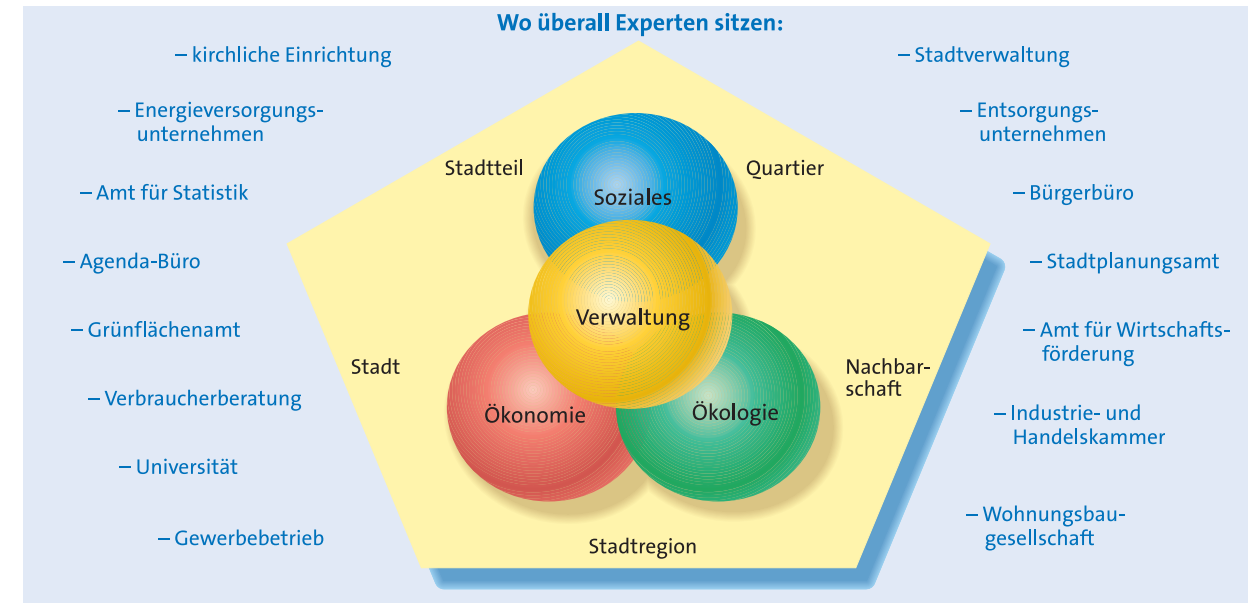 Wo überall Experten sitzen:
– kirchliche Einrichtung
– Energieversorgungs-
unternehmen
– Amt für Statistik
– Agenda-Büro
– Grünflächenamt
– Verbraucherberatung
– Universität
– Gewerbebetrieb
Stadtteil
Quartier
Soziales
Verwaltung
Stadt
Nachbar-
schaft
Ökonomie
Ökologie
Stadtregion
– Stadtverwaltung
– Entsorgungs-
unternehmen
– Bürgerbüro
– Stadtplanungsamt
– Amt für Wirtschafts-
förderung
– Industrie- und
Handelskammer
– Wohnungsbau-
gesellschaft